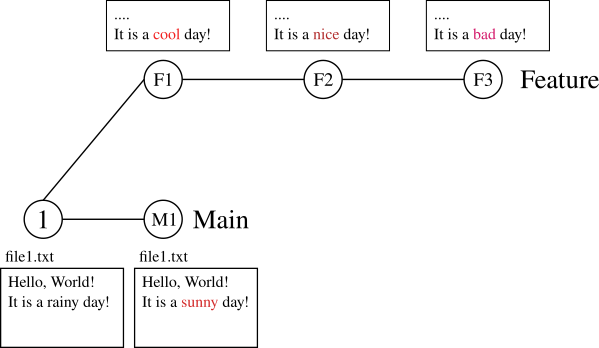 ....
It is a cool day!
....
It is a nice day!
....
It is a bad day!
F1
F2
F3
Feature
1
M1
Main
file1.txt
file1.txt
Hello, World!
It is a rainy day!
Hello, World!
It is a sunny day!